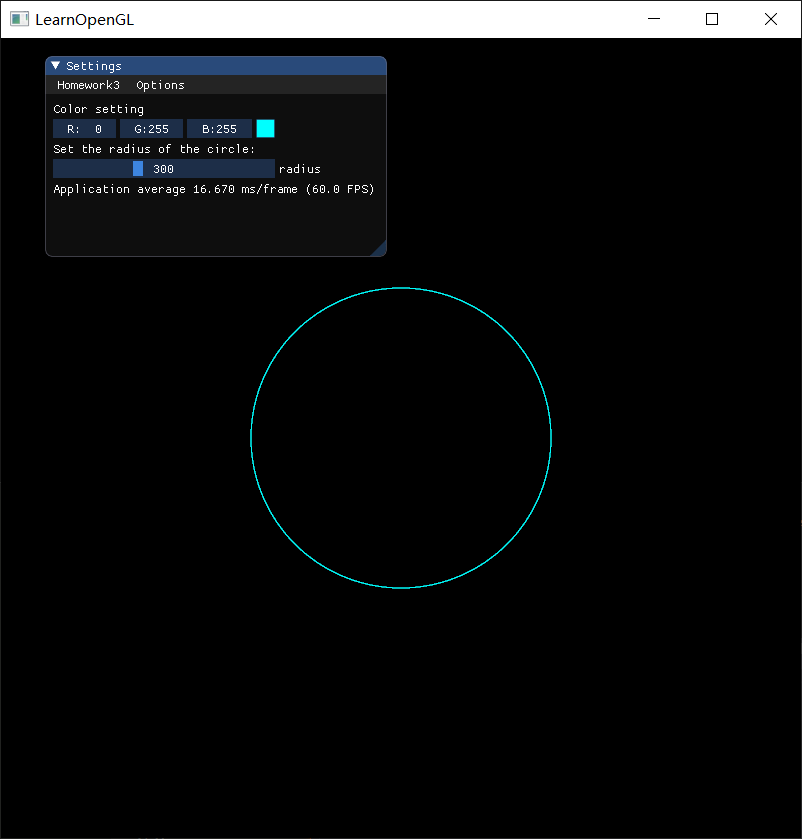 LearnOpenGL
Settings
Homework3 Options
Color setting
R: 0 G:255 B:255
Set the radius of the circle:
300 radius
Application average 16.670 ms/frame (60.0 FPS)